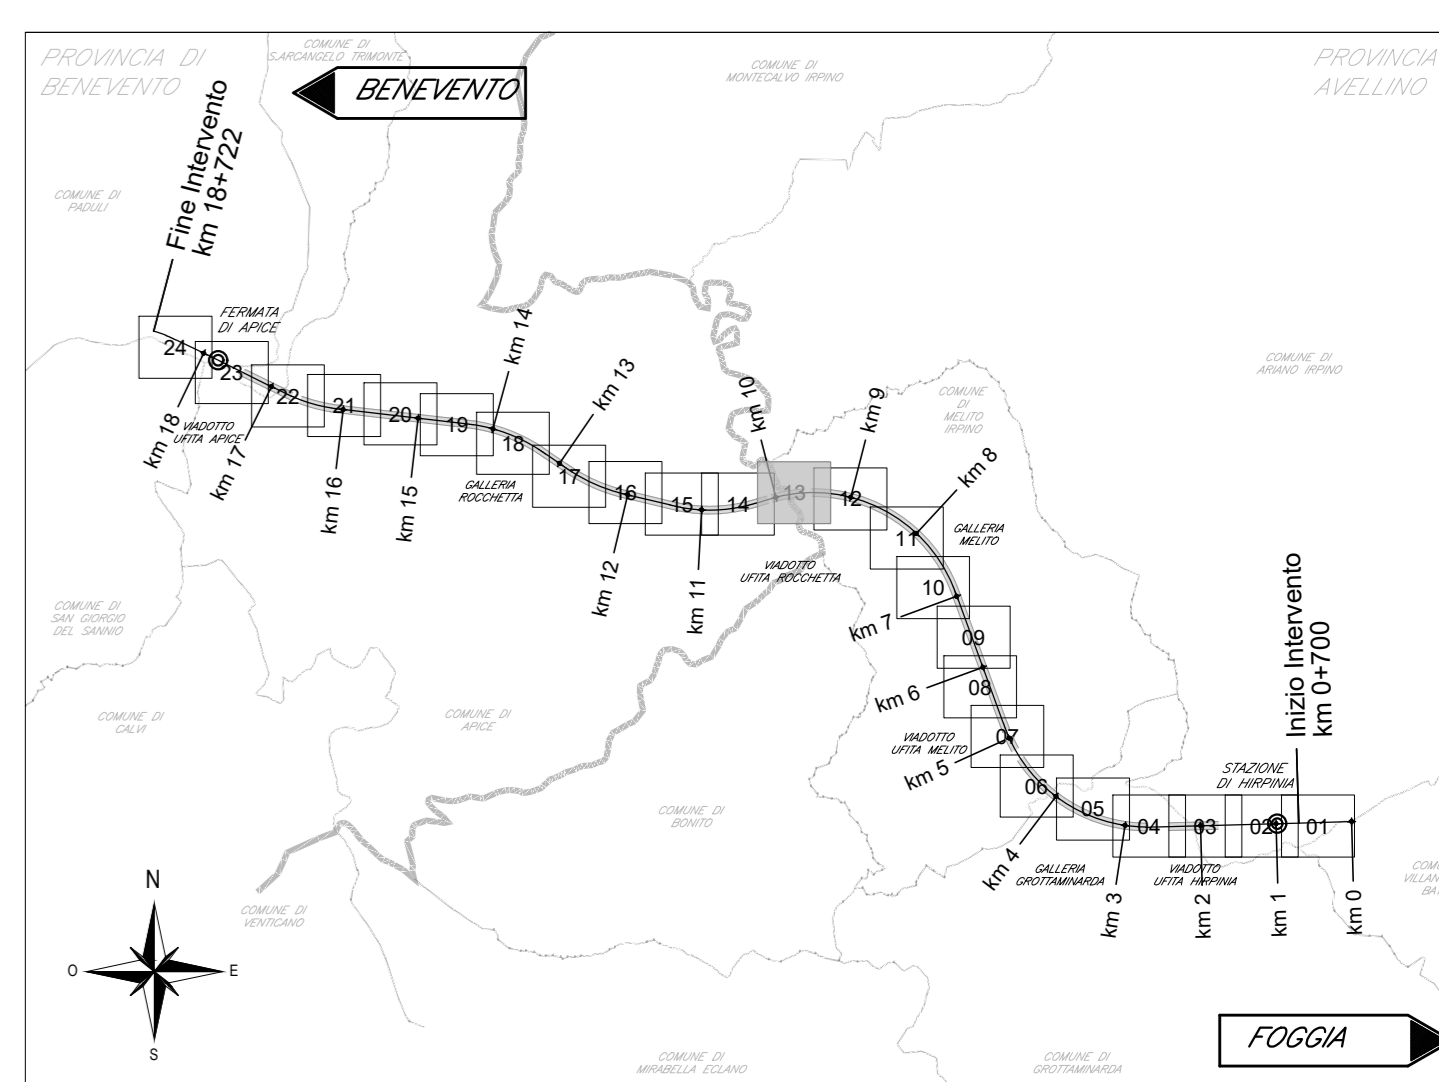 PROVINCIA DI
BENEVENTO
COMUNE DI
S.ARCANGELO TRIMONTE
BENEVENTO
COMUNE DI
MONTECALVO IRPINO
PROVINCIA
AVELLINO
Fine Intervento
km 18+722
COMUNE DI
PADULI
FERMATA
DI APICE
24
23
22
21
20
19
18
17
16
15
14
13
12
11
10
09
08
07
06
05
04
03
02
01
km 18
VIADOTTO
UFITA APICE
km 17
km 16
km 15
km 14
km 13
GALLERIA
ROCCHETTA
km 12
km 11
km 10
VIADOTTO
UFITA ROCCHETTA
km 9
km 8
COMUNE
DI
MELITO
IRPINO
COMUNE DI
ARIANO IRPINO
GALLERIA
MELITO
km 7
km 6
VIADOTTO
UFITA MELITO
km 5
km 4
GALLERIA
GROTTAMINARDA
km 3
VIADOTTO
UFITA HIRPINIA
km 2
STAZIONE
DI HIRPINIA
km 1
km 0
Inizio Intervento
km 0+700
COMUNE DI
SAN GIORGIO
DEL SANNIO
COMUNE DI
CALVI
COMUNE DI
APICE
COMUNE DI
BONITO
COMUNE DI
VENTICANO
N
O
E
S
COMUNE DI
MIRABELLA ECLANO
COMUNE DI
GROTTAMINARDA
FOGGIA